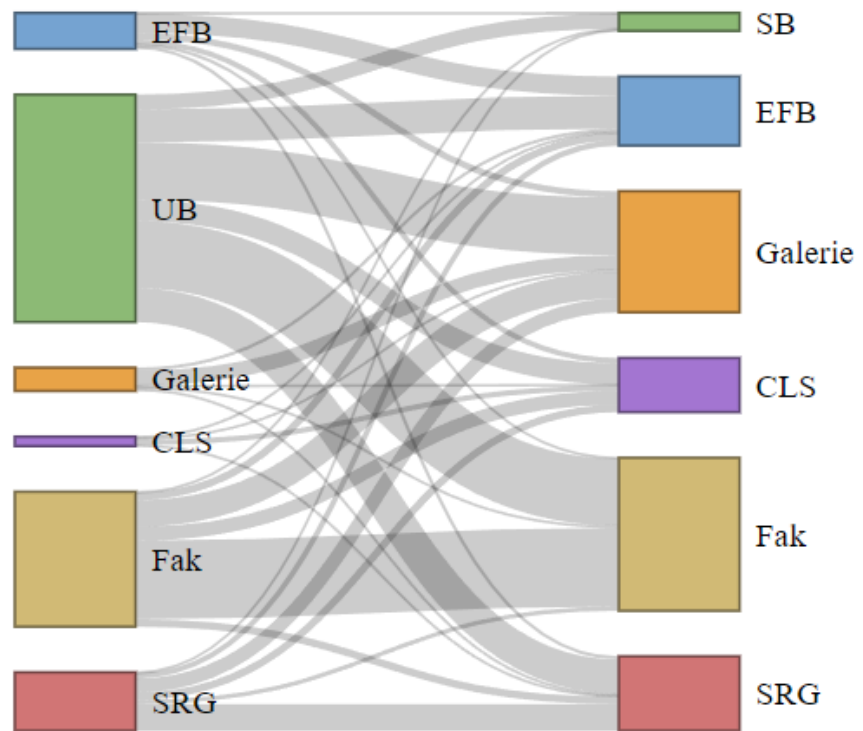 EFB
UB
Galerie
CLS
Fak
SRG
SB
EFB
Galerie
CLS
Fak
SRG